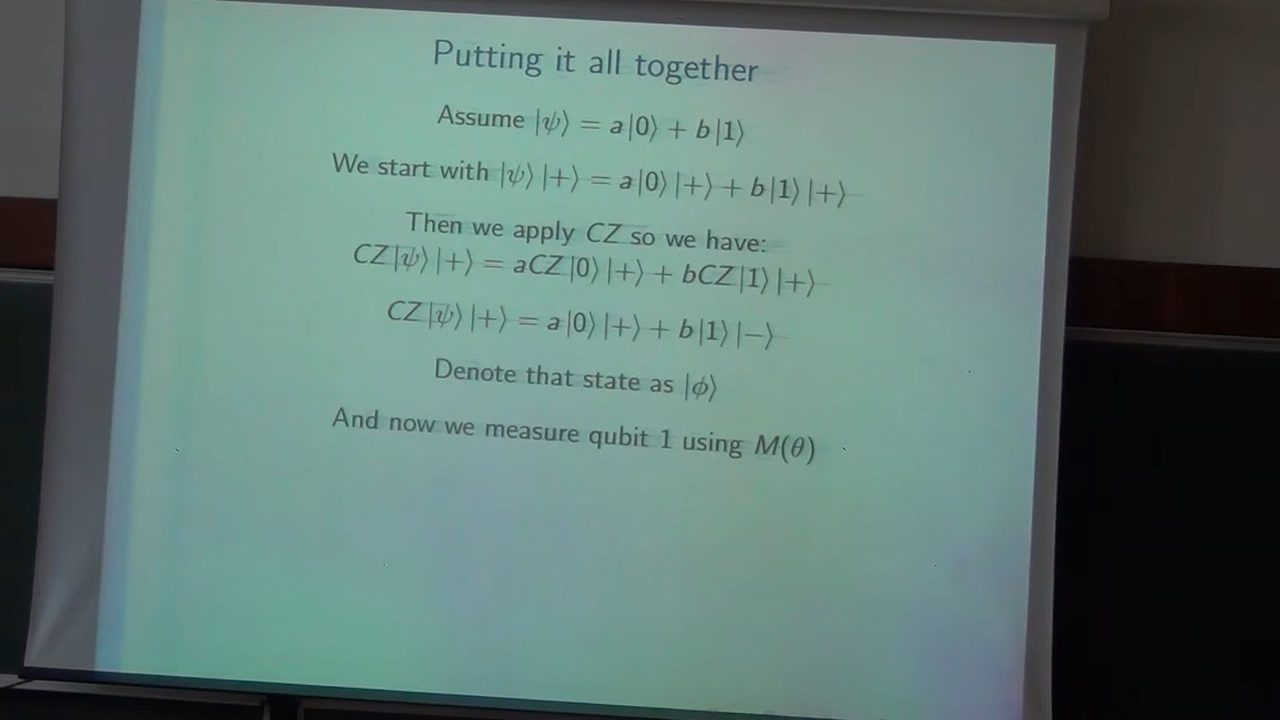 Putting it all together
Assume |ψ⟩ = a|0⟩ + b|1⟩
We start with |ψ⟩ |+⟩ = a|0⟩ |+⟩ + b|1⟩ |+⟩
Then we apply CZ so we have:
CZ|ψ⟩ |+⟩ = aCZ|0⟩ |+⟩ + bCZ|1⟩ |+⟩
CZ|ψ⟩ |+⟩ = a|0⟩ |+⟩ + b|1⟩ |−⟩
Denote that state as |ϕ⟩
And now we measure qubit 1 using M(θ)